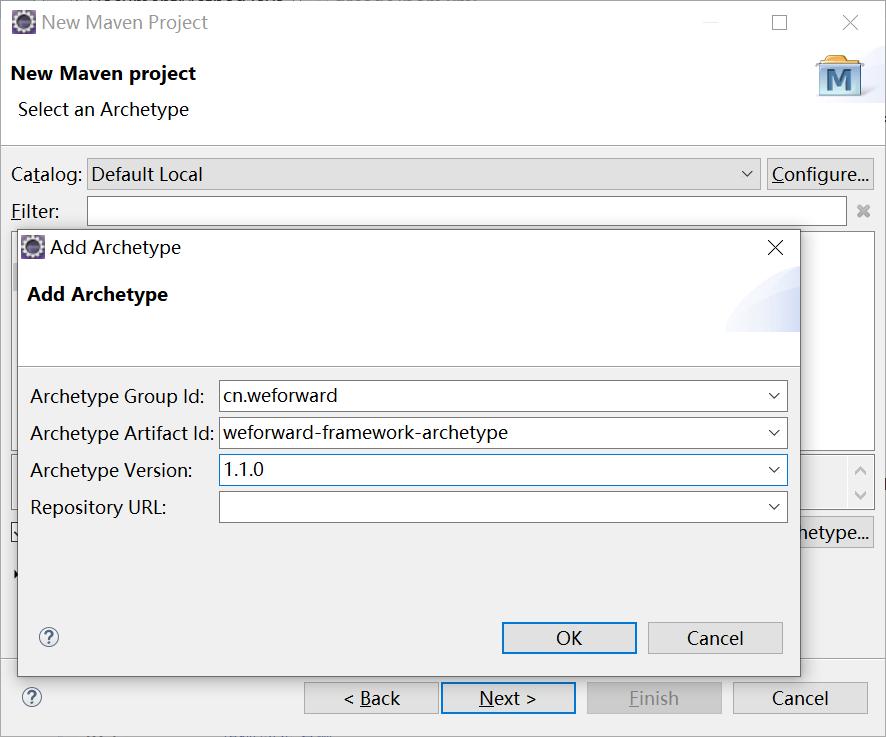 New Maven Project
New Maven project
Select an Archetype
M
Catalog: Default Local Configure...
Filter:
Add Archetype
Add Archetype
Archetype Group Id: cn.weforward
Archetype Artifact Id: weforward-framework-archetype
Archetype Version: 1.1.0
Repository URL:
hetype...
OK Cancel
< Back Next > Finish Cancel